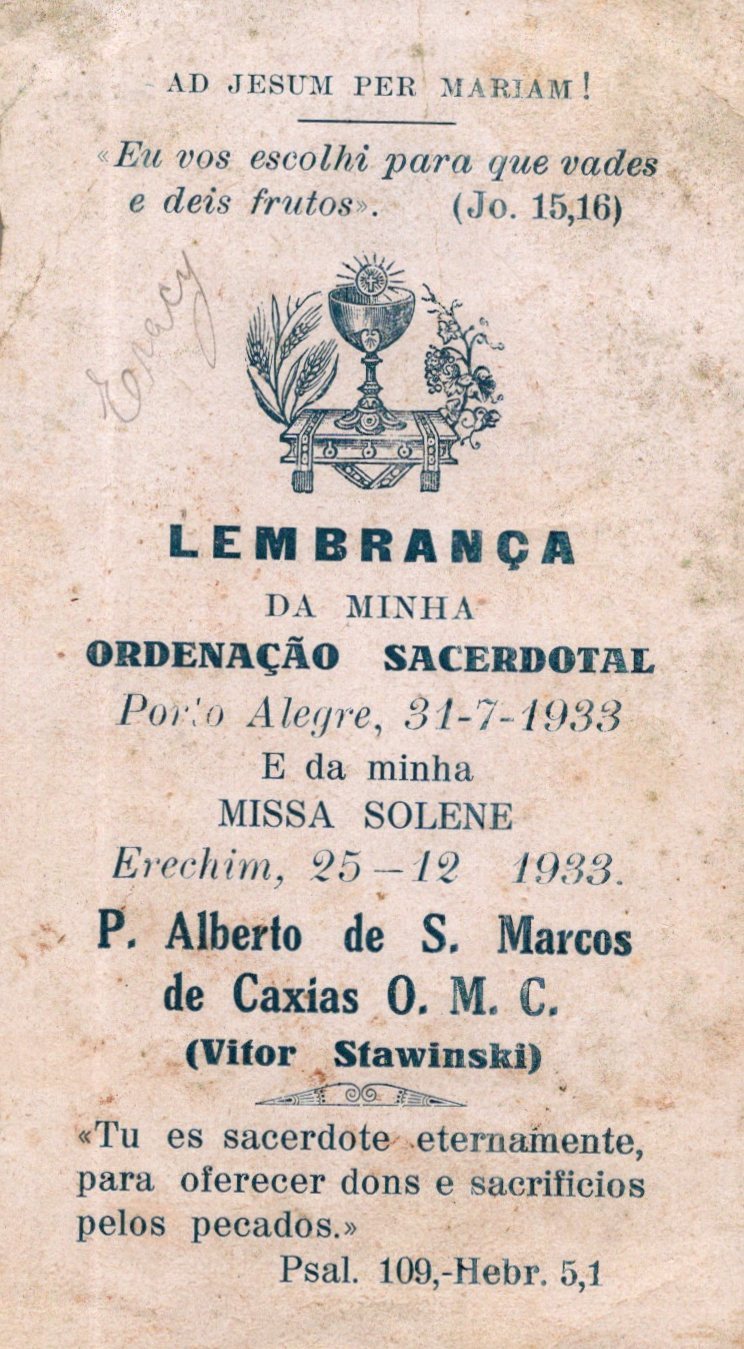 AD JESUM PER MARIAM!
«Eu vos escolhi para que vades
e deis frutos». (Jo. 15,16)
LEMBRANÇA
DA MINHA
ORDENAÇÃO SACERDOTAL
Porto Alegre, 31-7-1933
E da minha
MISSA SOLENE
Erechim, 25–12 1933.
P. Alberto de S. Marcos
de Caxias O. M. C.
(Vitor Stawinski)
«Tu es sacerdote eternamente,
para oferecer dons e sacrificios
pelos pecados.»
Psal. 109,-Hebr. 5,1